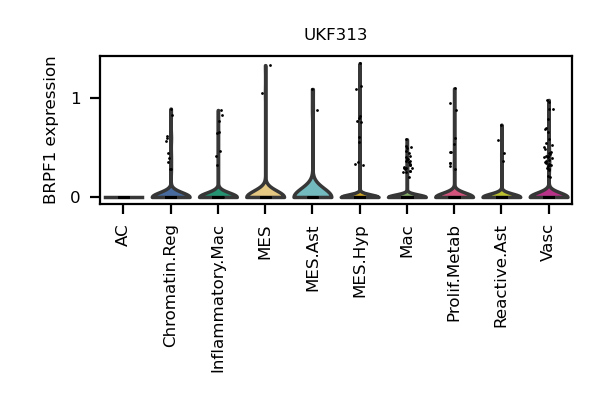 UKF313
BRPF1 expression
1
0
AC
Chromatin.Reg
Inflammatory.Mac
MES
MES.Ast
MES.Hyp
Mac
Prolif.Metab
Reactive.Ast
Vasc